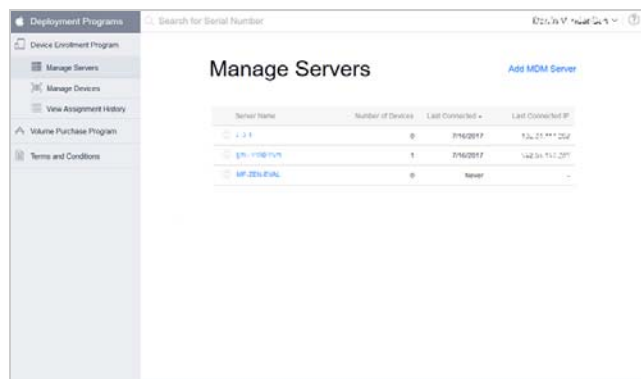 Deployment Programs
Search for Serial Number
Device Enrollment Program
Manage Servers
Manage Devices
View Assignment History
Volume Purchase Program
Terms and Conditions
Manage Servers
Add MDM Server
Server Name Number of Devices Last Connected Last Connected IP
0 7/16/2017
1 7/16/2017
MF-ZEN-EVAL 0 Never -